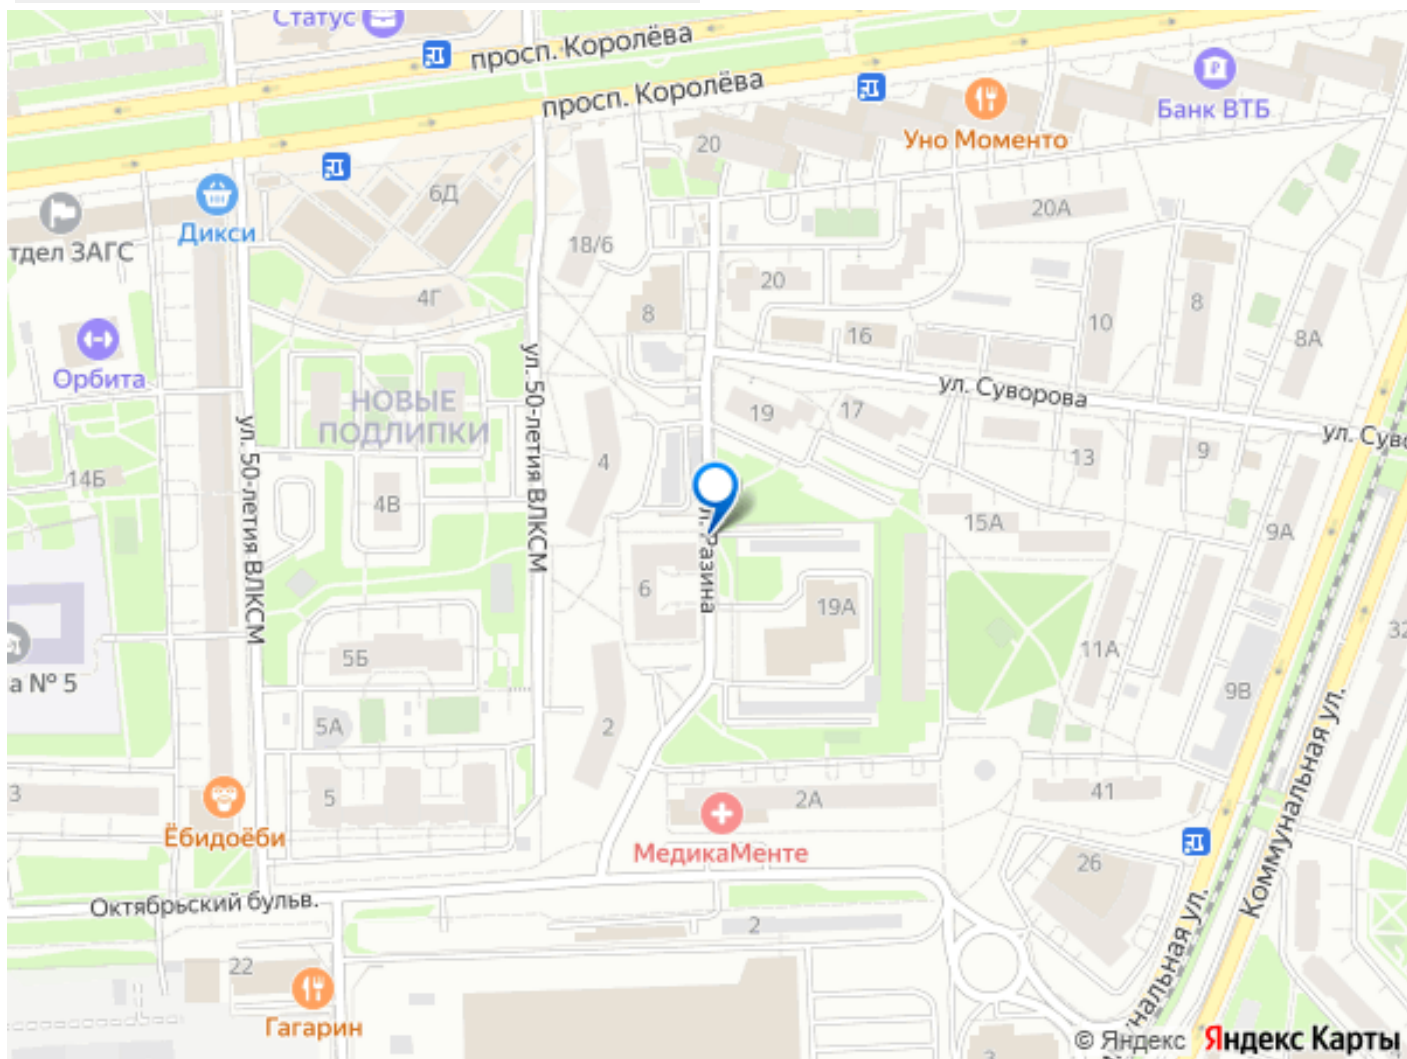 Статус
просп. Королёва
просп. Королёва
Банк ВТБ
Уно Моменто
20
6Д
20А
Дикси
тдел ЗАГС
18/6
20
4Г
8
16
10
8
8А
Орбита
ул. 50-летия ВЛКСМ
ул. Суворова
НОВЫЕ
ПОДЛИПКИ
19
17
ул. 50-летия ВЛКСМ
ул. Суво
4
13
9
14Б
4В
15А
9А
л. Разина
6
19А
32
5Б
11А
а № 5
9В
5А
2
Коммунальная ул.
3
5
2А
41
Ёбидоёби
МедикаМенте
26
Октябрьский бульв.
2
22
нальная ул.
Гагарин
3
© Яндекс Яндекс Карты